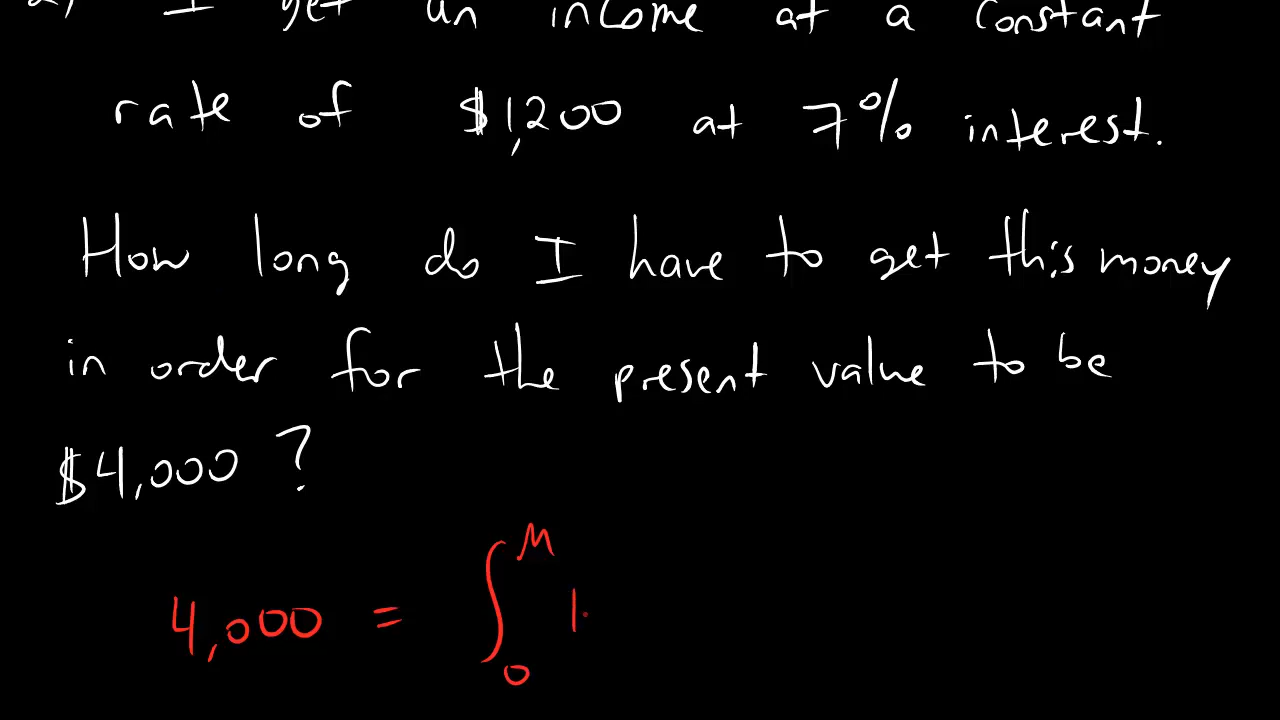 2) I get an income at a constant
rate of $1,200 at 7% interest.
How long do I have to get this money
in order for the present value to be
$4,000 ?
4,000 = ∫₀ᴹ 1